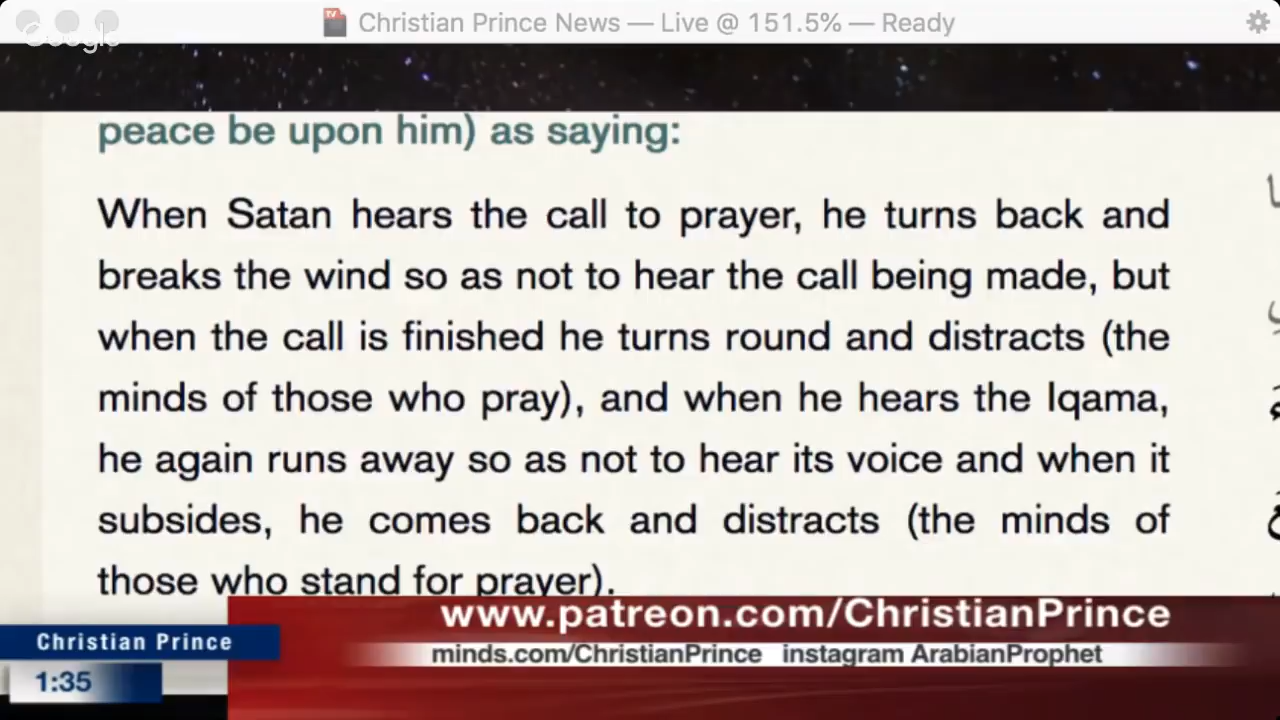 Christian Prince News — Live @ 151.5% — Ready
Google
peace be upon him) as saying:
When Satan hears the call to prayer, he turns back and
breaks the wind so as not to hear the call being made, but
when the call is finished he turns round and distracts (the
minds of those who pray), and when he hears the Iqama,
he again runs away so as not to hear its voice and when it
subsides, he comes back and distracts (the minds of
those who stand for prayer).
www.patreon.com/ChristianPrince
Christian Prince
minds.com/ChristianPrince instagram ArabianProphet
1:35